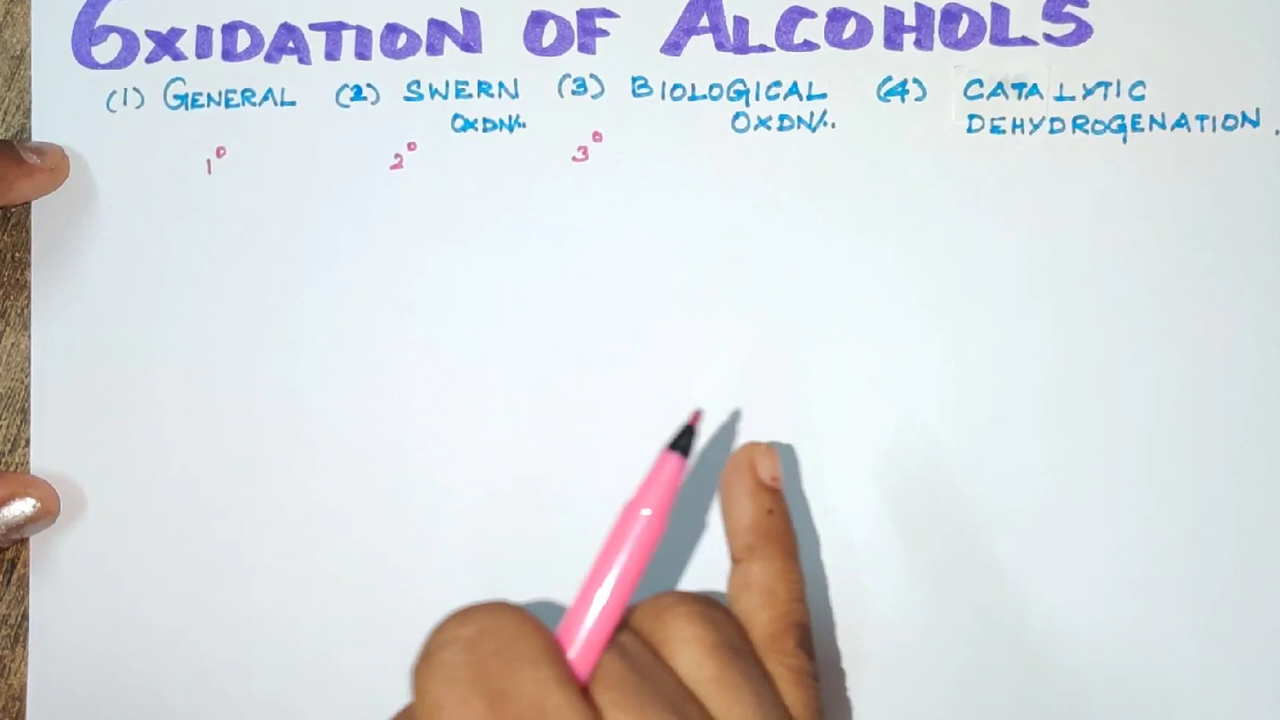 OXIDATION OF ALCOHOLS
(1) GENERAL (2) SWERN OXDN/. (3) BIOLOGICAL OXDN/. (4) CATALYTIC DEHYDROGENATION.
1° 2° 3°